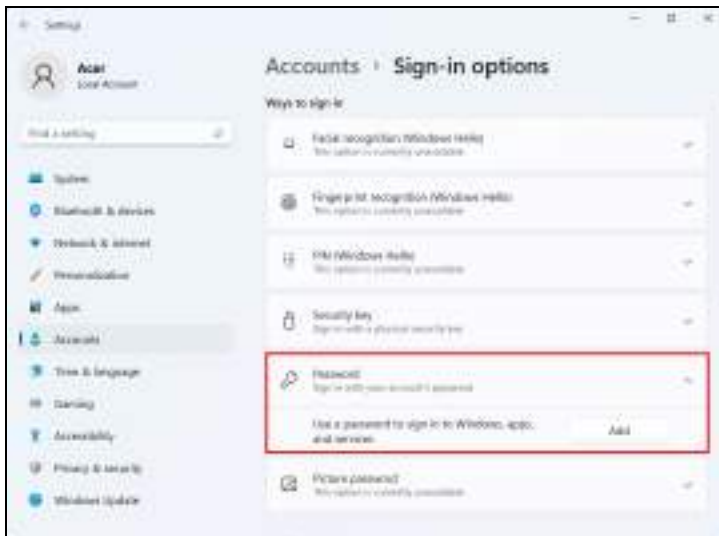 Settings
Acer
Local Account
Find a setting
System
Bluetooth & devices
Network & internet
Personalization
Apps
Accounts
Time & language
Gaming
Accessibility
Privacy & security
Windows Update
Accounts › Sign-in options
Ways to sign in
Facial recognition (Windows Hello)
This option is currently unavailable
Fingerprint recognition (Windows Hello)
This option is currently unavailable
PIN (Windows Hello)
This option is currently unavailable
Security key
Sign in with a physical security key
Password
Sign in with your account's password
Use a password to sign in to Windows, apps,
and services
Add
Picture password
This option is currently unavailable